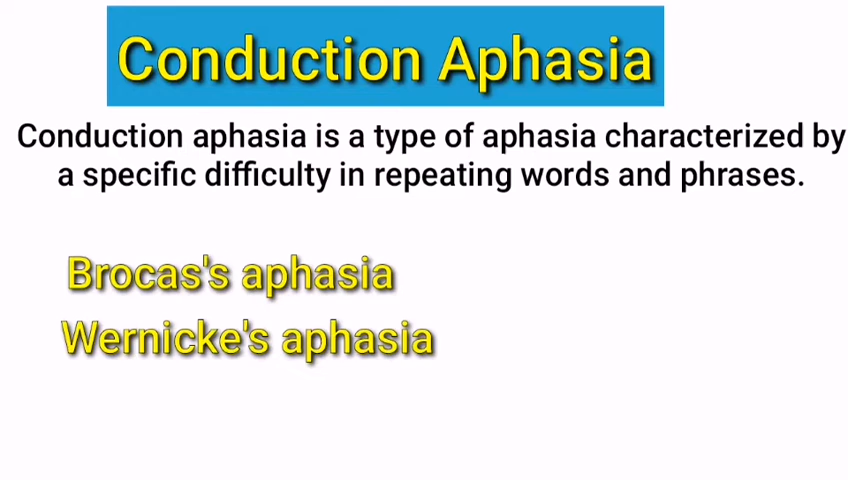 Conduction Aphasia
Conduction aphasia is a type of aphasia characterized by
a specific difficulty in repeating words and phrases.
Brocas's aphasia
Wernicke's aphasia